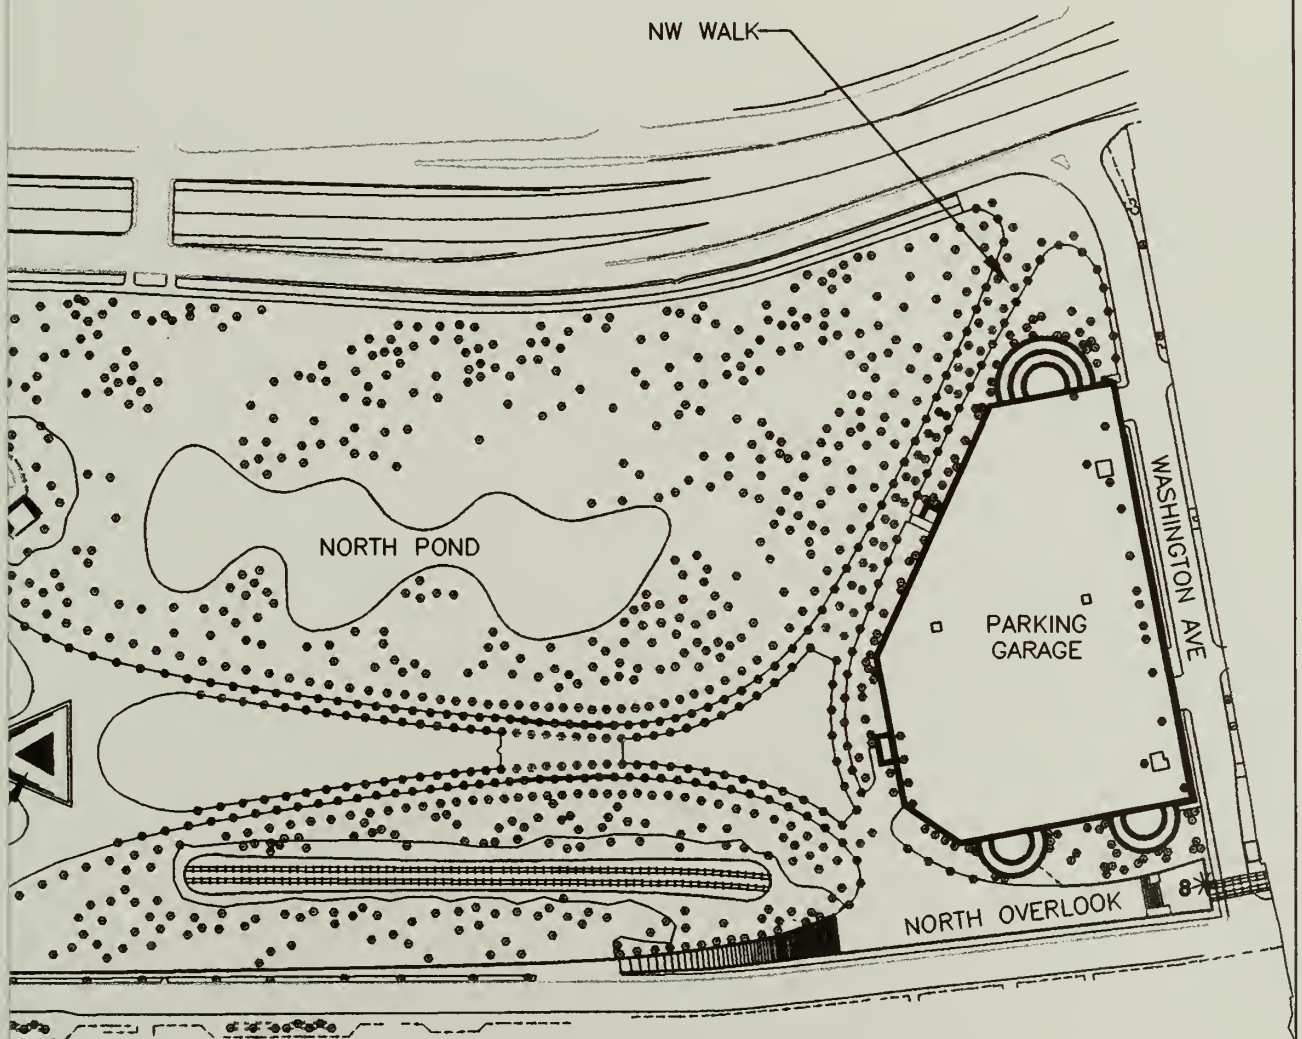 NW WALK
NORTH POND
WASHINGTON AVE
PARKING
GARAGE
NORTH OVERLOOK
8